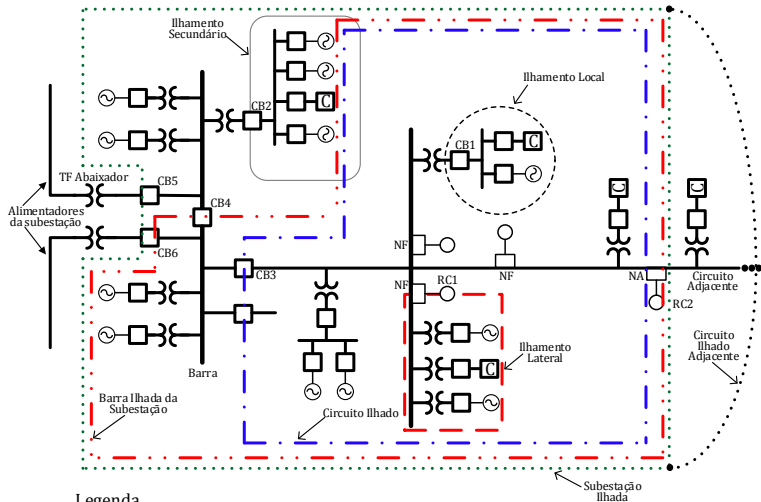 Ilhamento
Secundário
CB2
C
Ilhamento Local
CB1
C
TF Abaixador
CB5
CB4
Alimentadores
da subestação
CB6
C
C
NF
NF
NA
Circuito
Adjacente
CB3
NF
RC1
RC2
Ilhamento
Lateral
C
Circuito
Ilhado
Adjacente
Barra
Barra Ilhada da
Subestação
Circuito Ilhado
Subestação
Ilhada
Legenda